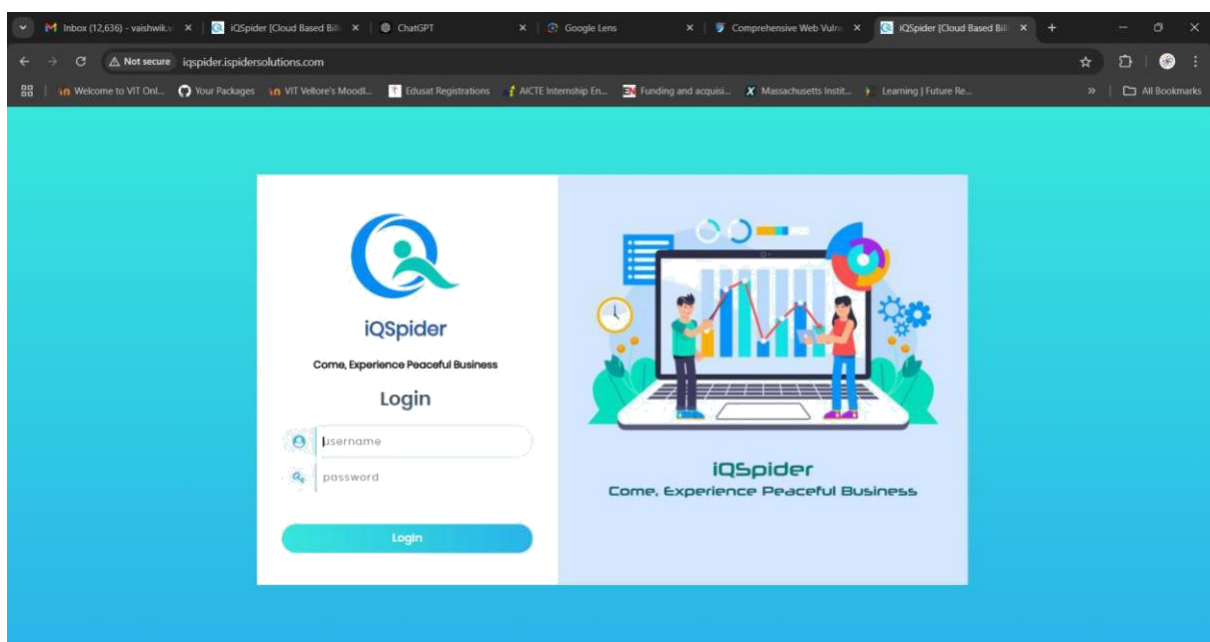 Inbox (12,636) - vaishwik.v
iQSpider [Cloud Based Bill
ChatGPT
Google Lens
Comprehensive Web Vuln
iQSpider [Cloud Based Bill
Not secure
iqspider.ispidersolutions.com
Welcome to VIT Onl...
Your Packages
VIT Vellore's Moodl...
Edusat Registrations
AICTE Internship En...
Funding and acquisi...
Massachusetts Instit...
Learning | Future Re...
All Bookmarks
iQSpider
Come, Experience Peaceful Business
Login
username
password
Login
iQSpider
Come, Experience Peaceful Business